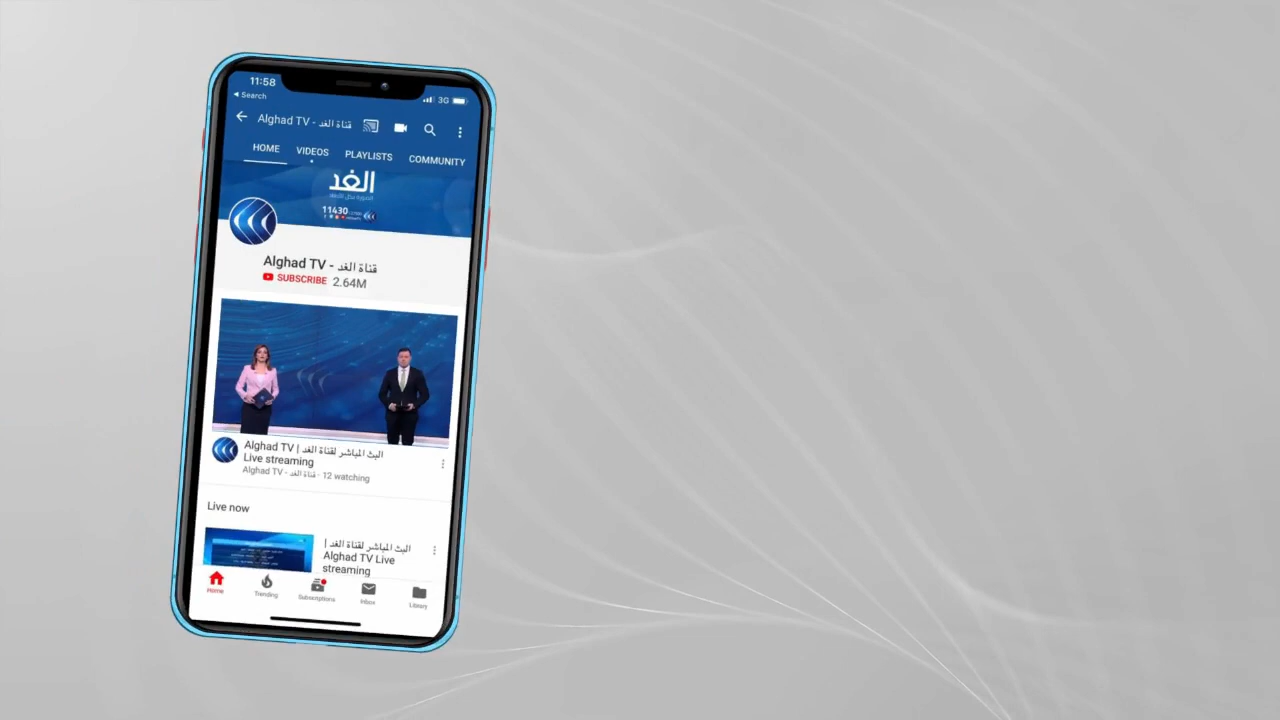 11:58
Search
3G
Alghad TV - قناة الغد
HOME
VIDEOS
PLAYLISTS
COMMUNITY
الغد
11430
Alghad TV - قناة الغد
SUBSCRIBE 2.64M
Alghad TV | البث المباشر لقناة الغد
Live streaming
Alghad TV - قناة الغد · 12 watching
Live now
البث المباشر لقناة الغد |
Alghad TV Live
streaming
Home
Trending
Subscriptions
Inbox
Library